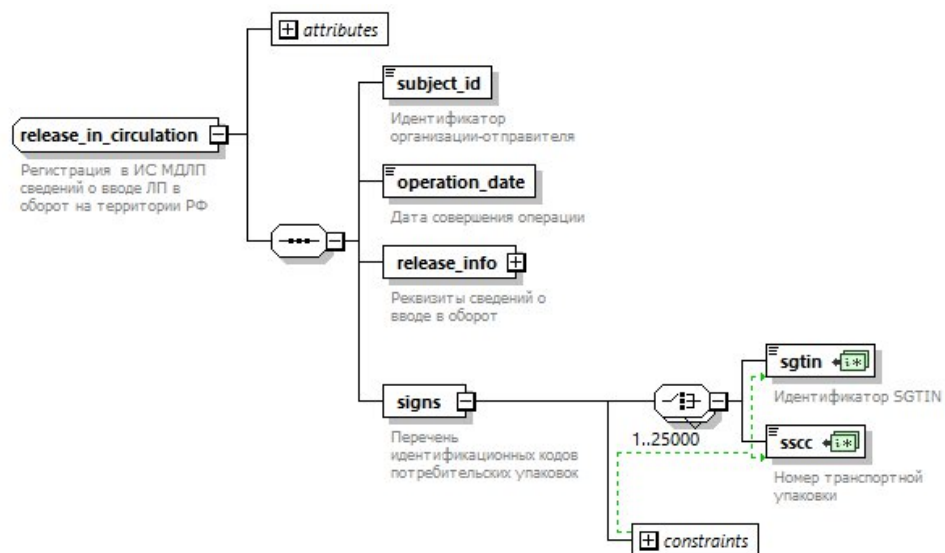 attributes
subject_id
Идентификатор
организации-отправителя
release_in_circulation
Регистрация в ИС МДЛП
сведений о вводе ЛП в
оборот на территории РФ
operation_date
Дата совершения операции
release_info
Реквизиты сведений о
вводе в оборот
signs
Перечень
идентификационных кодов
потребительских упаковок
1..25000
sgtin
Идентификатор SGTIN
sscc
Номер транспортной
упаковки
constraints